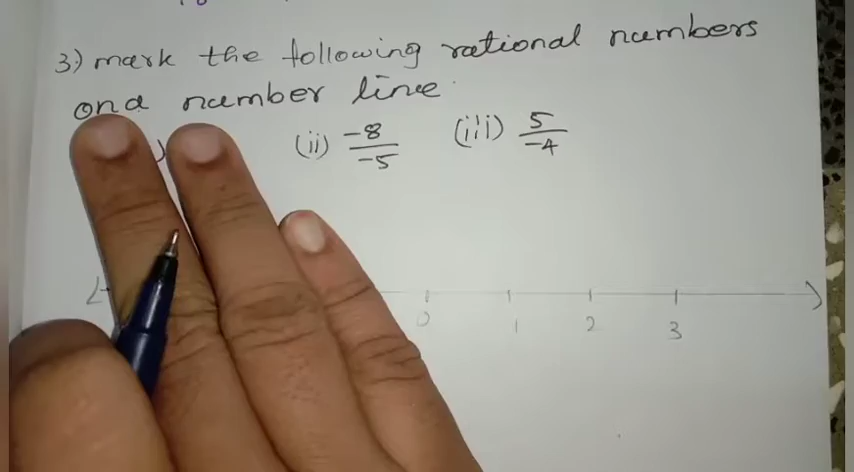 3) mark the following rational numbers
on a number line
(ii) -8/-5 (iii) 5/-4
0 1 2 3